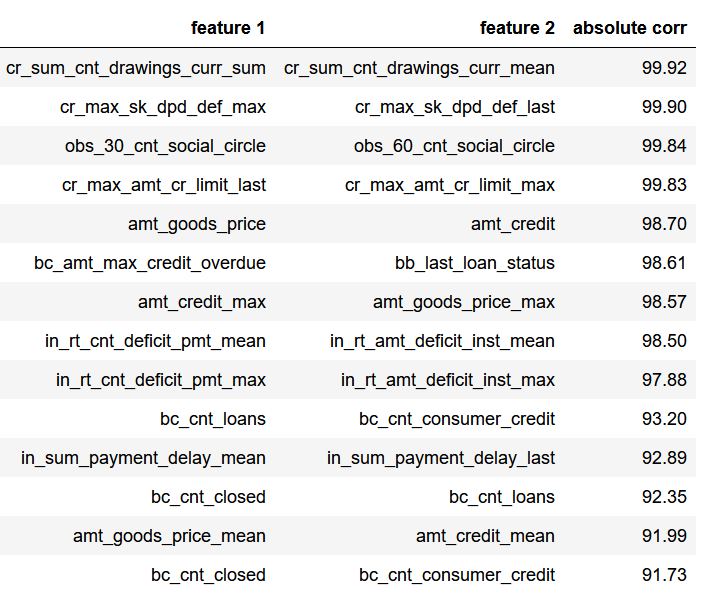 feature 1 feature 2 absolute corr
cr_sum_cnt_drawings_curr_sum cr_sum_cnt_drawings_curr_mean 99.92
cr_max_sk_dpd_def_max cr_max_sk_dpd_def_last 99.90
obs_30_cnt_social_circle obs_60_cnt_social_circle 99.84
cr_max_amt_cr_limit_last cr_max_amt_cr_limit_max 99.83
amt_goods_price amt_credit 98.70
bc_amt_max_credit_overdue bb_last_loan_status 98.61
amt_credit_max amt_goods_price_max 98.57
in_rt_cnt_deficit_pmt_mean in_rt_amt_deficit_inst_mean 98.50
in_rt_cnt_deficit_pmt_max in_rt_amt_deficit_inst_max 97.88
bc_cnt_loans bc_cnt_consumer_credit 93.20
in_sum_payment_delay_mean in_sum_payment_delay_last 92.89
bc_cnt_closed bc_cnt_loans 92.35
amt_goods_price_mean amt_credit_mean 91.99
bc_cnt_closed bc_cnt_consumer_credit 91.73